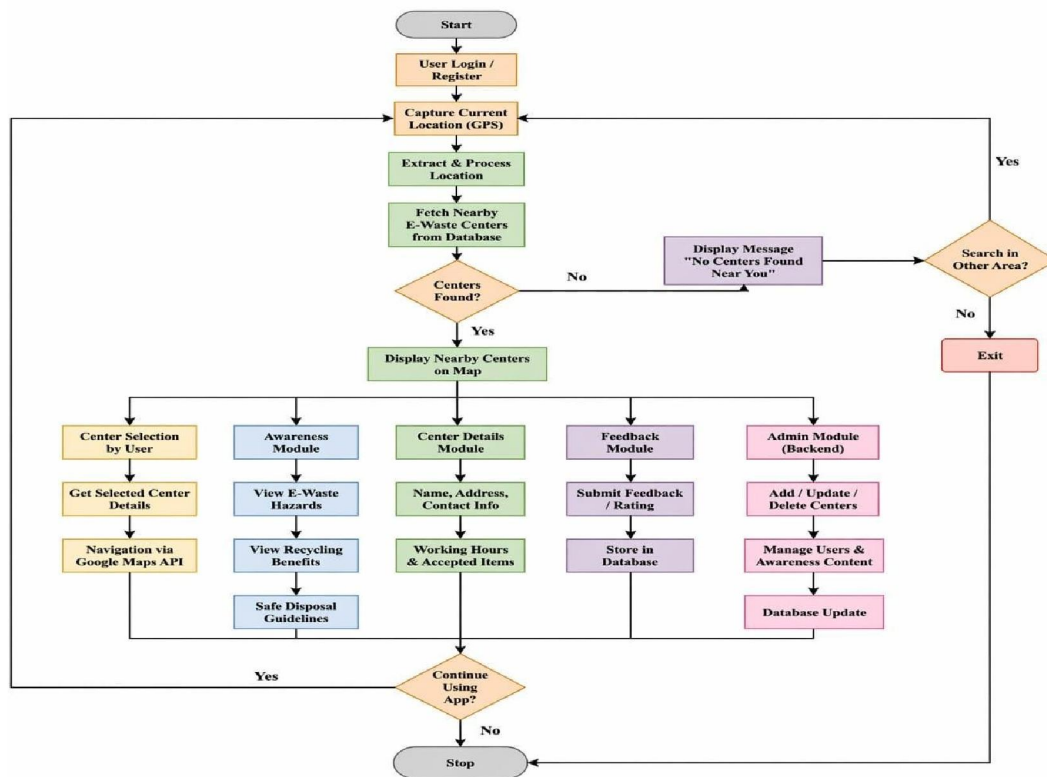 Start
User Login /
Register
Capture Current
Location (GPS)
Extract & Process
Location
Fetch Nearby
E-Waste Centers
from Database
Centers
Found?
No
Display Message
"No Centers Found
Near You"
Search in
Other Area?
Yes
No
Exit
Yes
Display Nearby Centers
on Map
Center Selection
by User
Get Selected Center
Details
Navigation via
Google Maps API
Awareness
Module
View E-Waste
Hazards
View Recycling
Benefits
Safe Disposal
Guidelines
Center Details
Module
Name, Address,
Contact Info
Working Hours
& Accepted Items
Feedback
Module
Submit Feedback
/ Rating
Store in
Database
Admin Module
(Backend)
Add / Update /
Delete Centers
Manage Users &
Awareness Content
Database Update
Continue
Using
App?
Yes
No
Stop